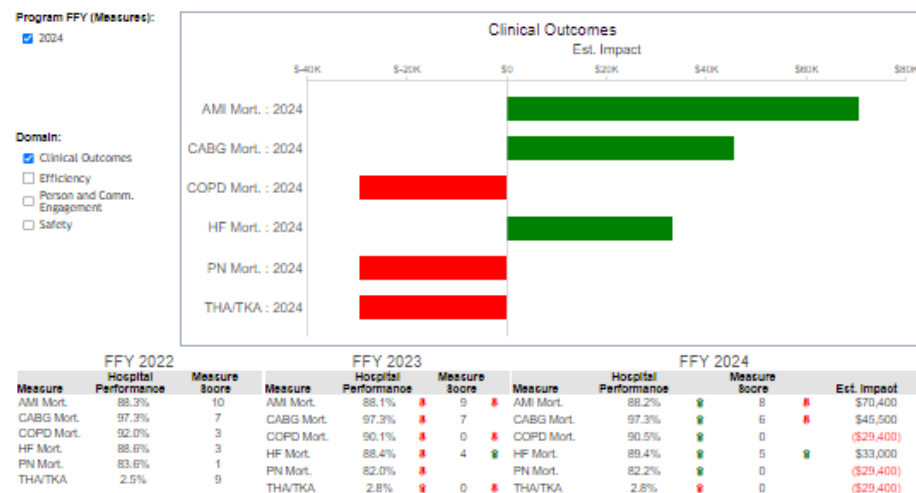 Program FFY (Measures):
2024
Domain:
Clinical Outcomes
Efficiency
Person and Comm.
Engagement
Safety
Clinical Outcomes
Est. Impact
$-40K $-20K $0 $20K $40K $60K $80K
AMI Mort. : 2024
CABG Mort. : 2024
COPD Mort. : 2024
HF Mort. : 2024
PN Mort. : 2024
THA/TKA : 2024
FFY 2022
Measure Hospital Performance Measure Score
AMI Mort. 88.3% 10
CABG Mort. 97.3% 7
COPD Mort. 92.0% 3
HF Mort. 88.6% 3
PN Mort. 83.6% 1
THA/TKA 2.5% 9
FFY 2023
Measure Hospital Performance Measure Score
AMI Mort. 88.1% 9
CABG Mort. 97.3% 7
COPD Mort. 90.1% 0
HF Mort. 88.4% 4
PN Mort. 82.0%
THA/TKA 2.8% 0
FFY 2024
Measure Hospital Performance Measure Score Est. Impact
AMI Mort. 88.2% 8 $70,400
CABG Mort. 97.3% 6 $45,500
COPD Mort. 90.5% 0 ($29,400)
HF Mort. 89.4% 5 $33,000
PN Mort. 82.2% 0 ($29,400)
THA/TKA 2.8% 0 ($29,400)